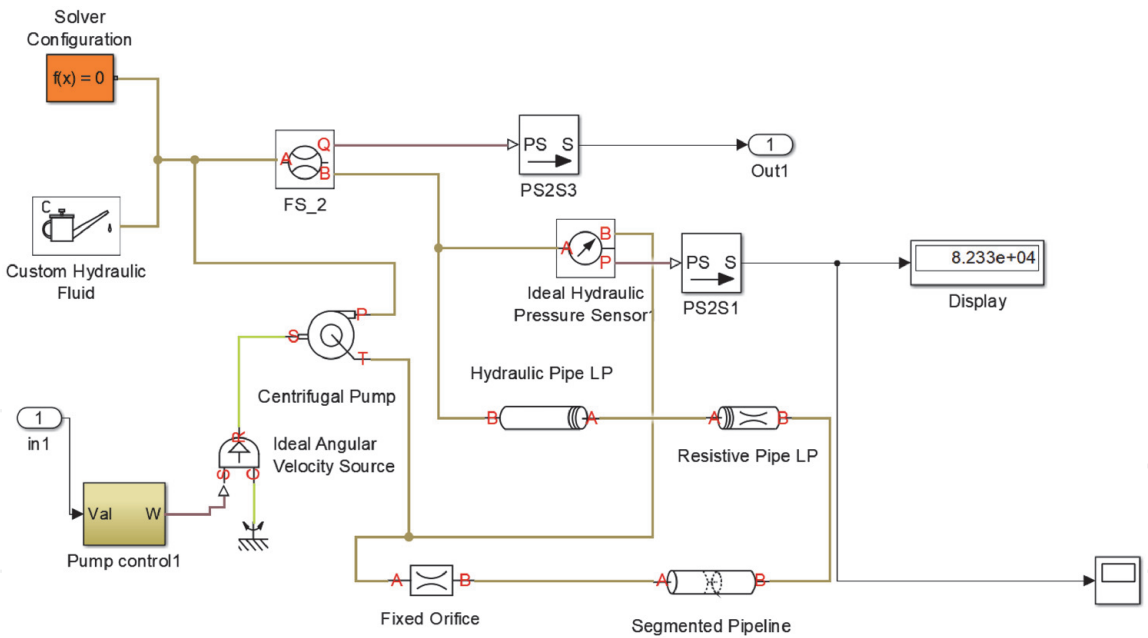 Solver
Configuration
f(x) = 0
C
Custom Hydraulic
Fluid
A
Q
B
FS_2
PS S
PS2S3
1
Out1
A
B
P
Ideal Hydraulic
Pressure Sensor1
PS S
PS2S1
8.233e+04
Display
S
P
T
Centrifugal Pump
Hydraulic Pipe LP
B
A
A
B
Resistive Pipe LP
1
in1
R
S
C
Ideal Angular
Velocity Source
Val W
Pump control1
A
B
Fixed Orifice
A
B
Segmented Pipeline